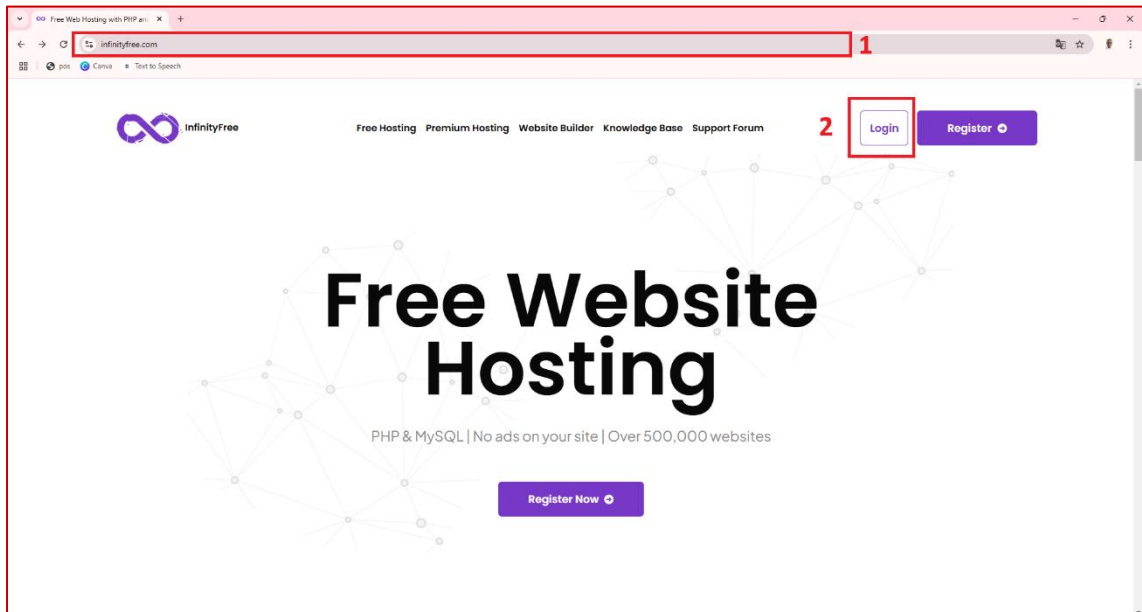 Free Web Hosting with PHP an
infinityfree.com
1
pos
Canva
Text to Speech
InfinityFree
Free Hosting Premium Hosting Website Builder Knowledge Base Support Forum
2
Login
Register
Free Website
Hosting
PHP & MySQL | No ads on your site | Over 500,000 websites
Register Now